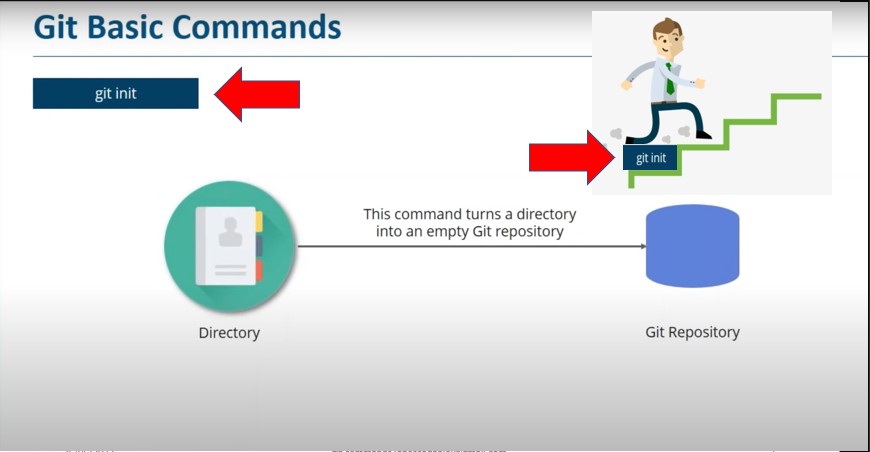 Git Basic Commands
git init
git init
This command turns a directory
into an empty Git repository
Directory
Git Repository